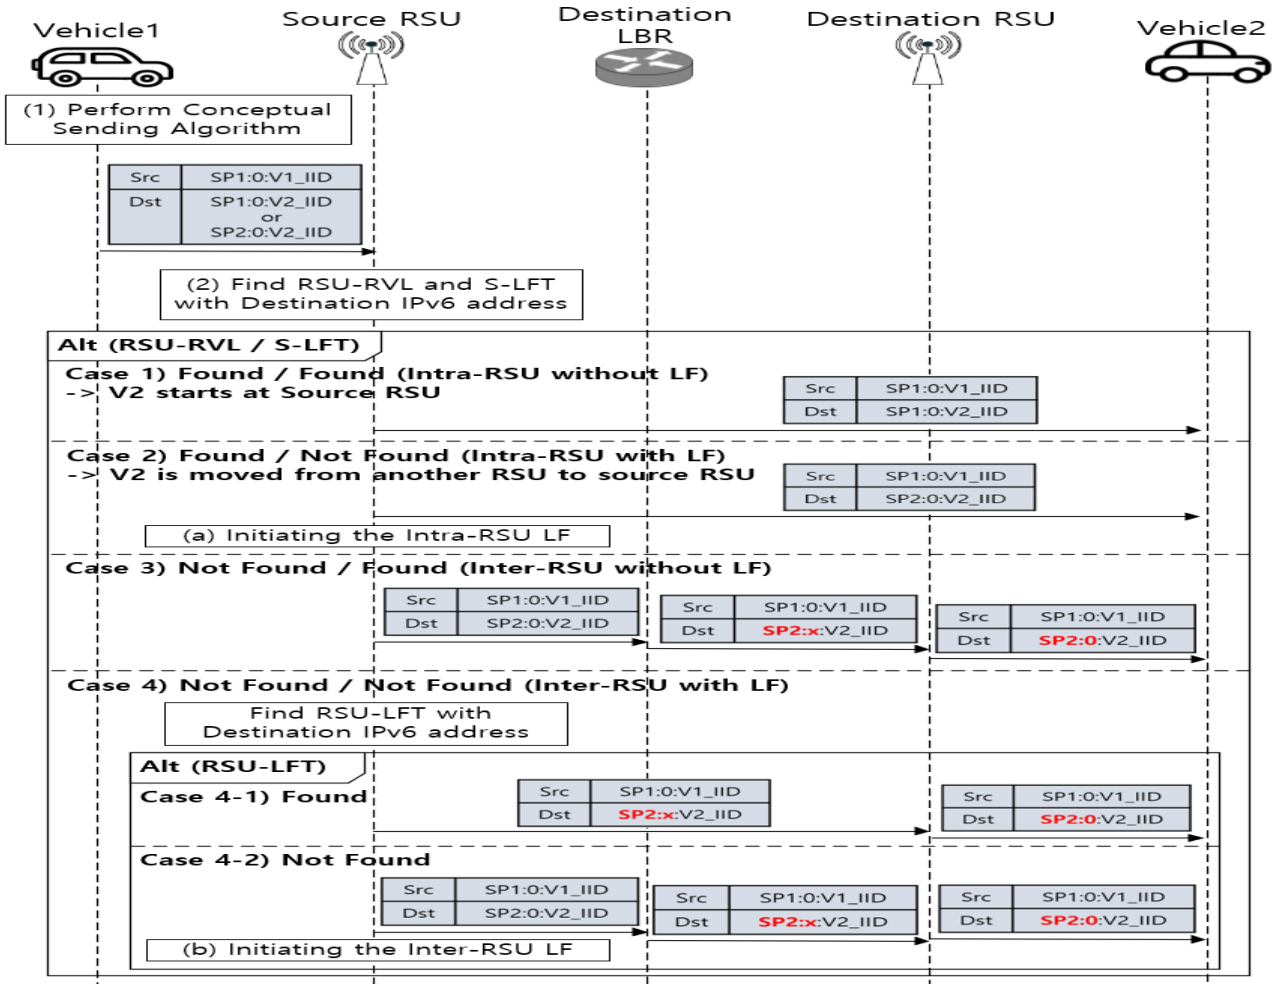 Vehicle1
Source RSU
Destination
LBR
Destination RSU
Vehicle2
(1) Perform Conceptual
Sending Algorithm
Src SP1:0:V1_IID
Dst SP1:0:V2_IID
or
SP2:0:V2_IID
(2) Find RSU-RVL and S-LFT
with Destination IPv6 address
Alt (RSU-RVL / S-LFT)
Case 1) Found / Found (Intra-RSU without LF)
-> V2 starts at Source RSU
Src SP1:0:V1_IID
Dst SP1:0:V2_IID
Case 2) Found / Not Found (Intra-RSU with LF)
-> V2 is moved from another RSU to source RSU
Src SP1:0:V1_IID
Dst SP2:0:V2_IID
(a) Initiating the Intra-RSU LF
Case 3) Not Found / Found (Inter-RSU without LF)
Src SP1:0:V1_IID
Dst SP2:0:V2_IID
Src SP1:0:V1_IID
Dst SP2:x:V2_IID
Src SP1:0:V1_IID
Dst SP2:0:V2_IID
Case 4) Not Found / Not Found (Inter-RSU with LF)
Find RSU-LFT with
Destination IPv6 address
Alt (RSU-LFT)
Case 4-1) Found
Src SP1:0:V1_IID
Dst SP2:x:V2_IID
Src SP1:0:V1_IID
Dst SP2:0:V2_IID
Case 4-2) Not Found
Src SP1:0:V1_IID
Dst SP2:0:V2_IID
Src SP1:0:V1_IID
Dst SP2:x:V2_IID
Src SP1:0:V1_IID
Dst SP2:0:V2_IID
(b) Initiating the Inter-RSU LF